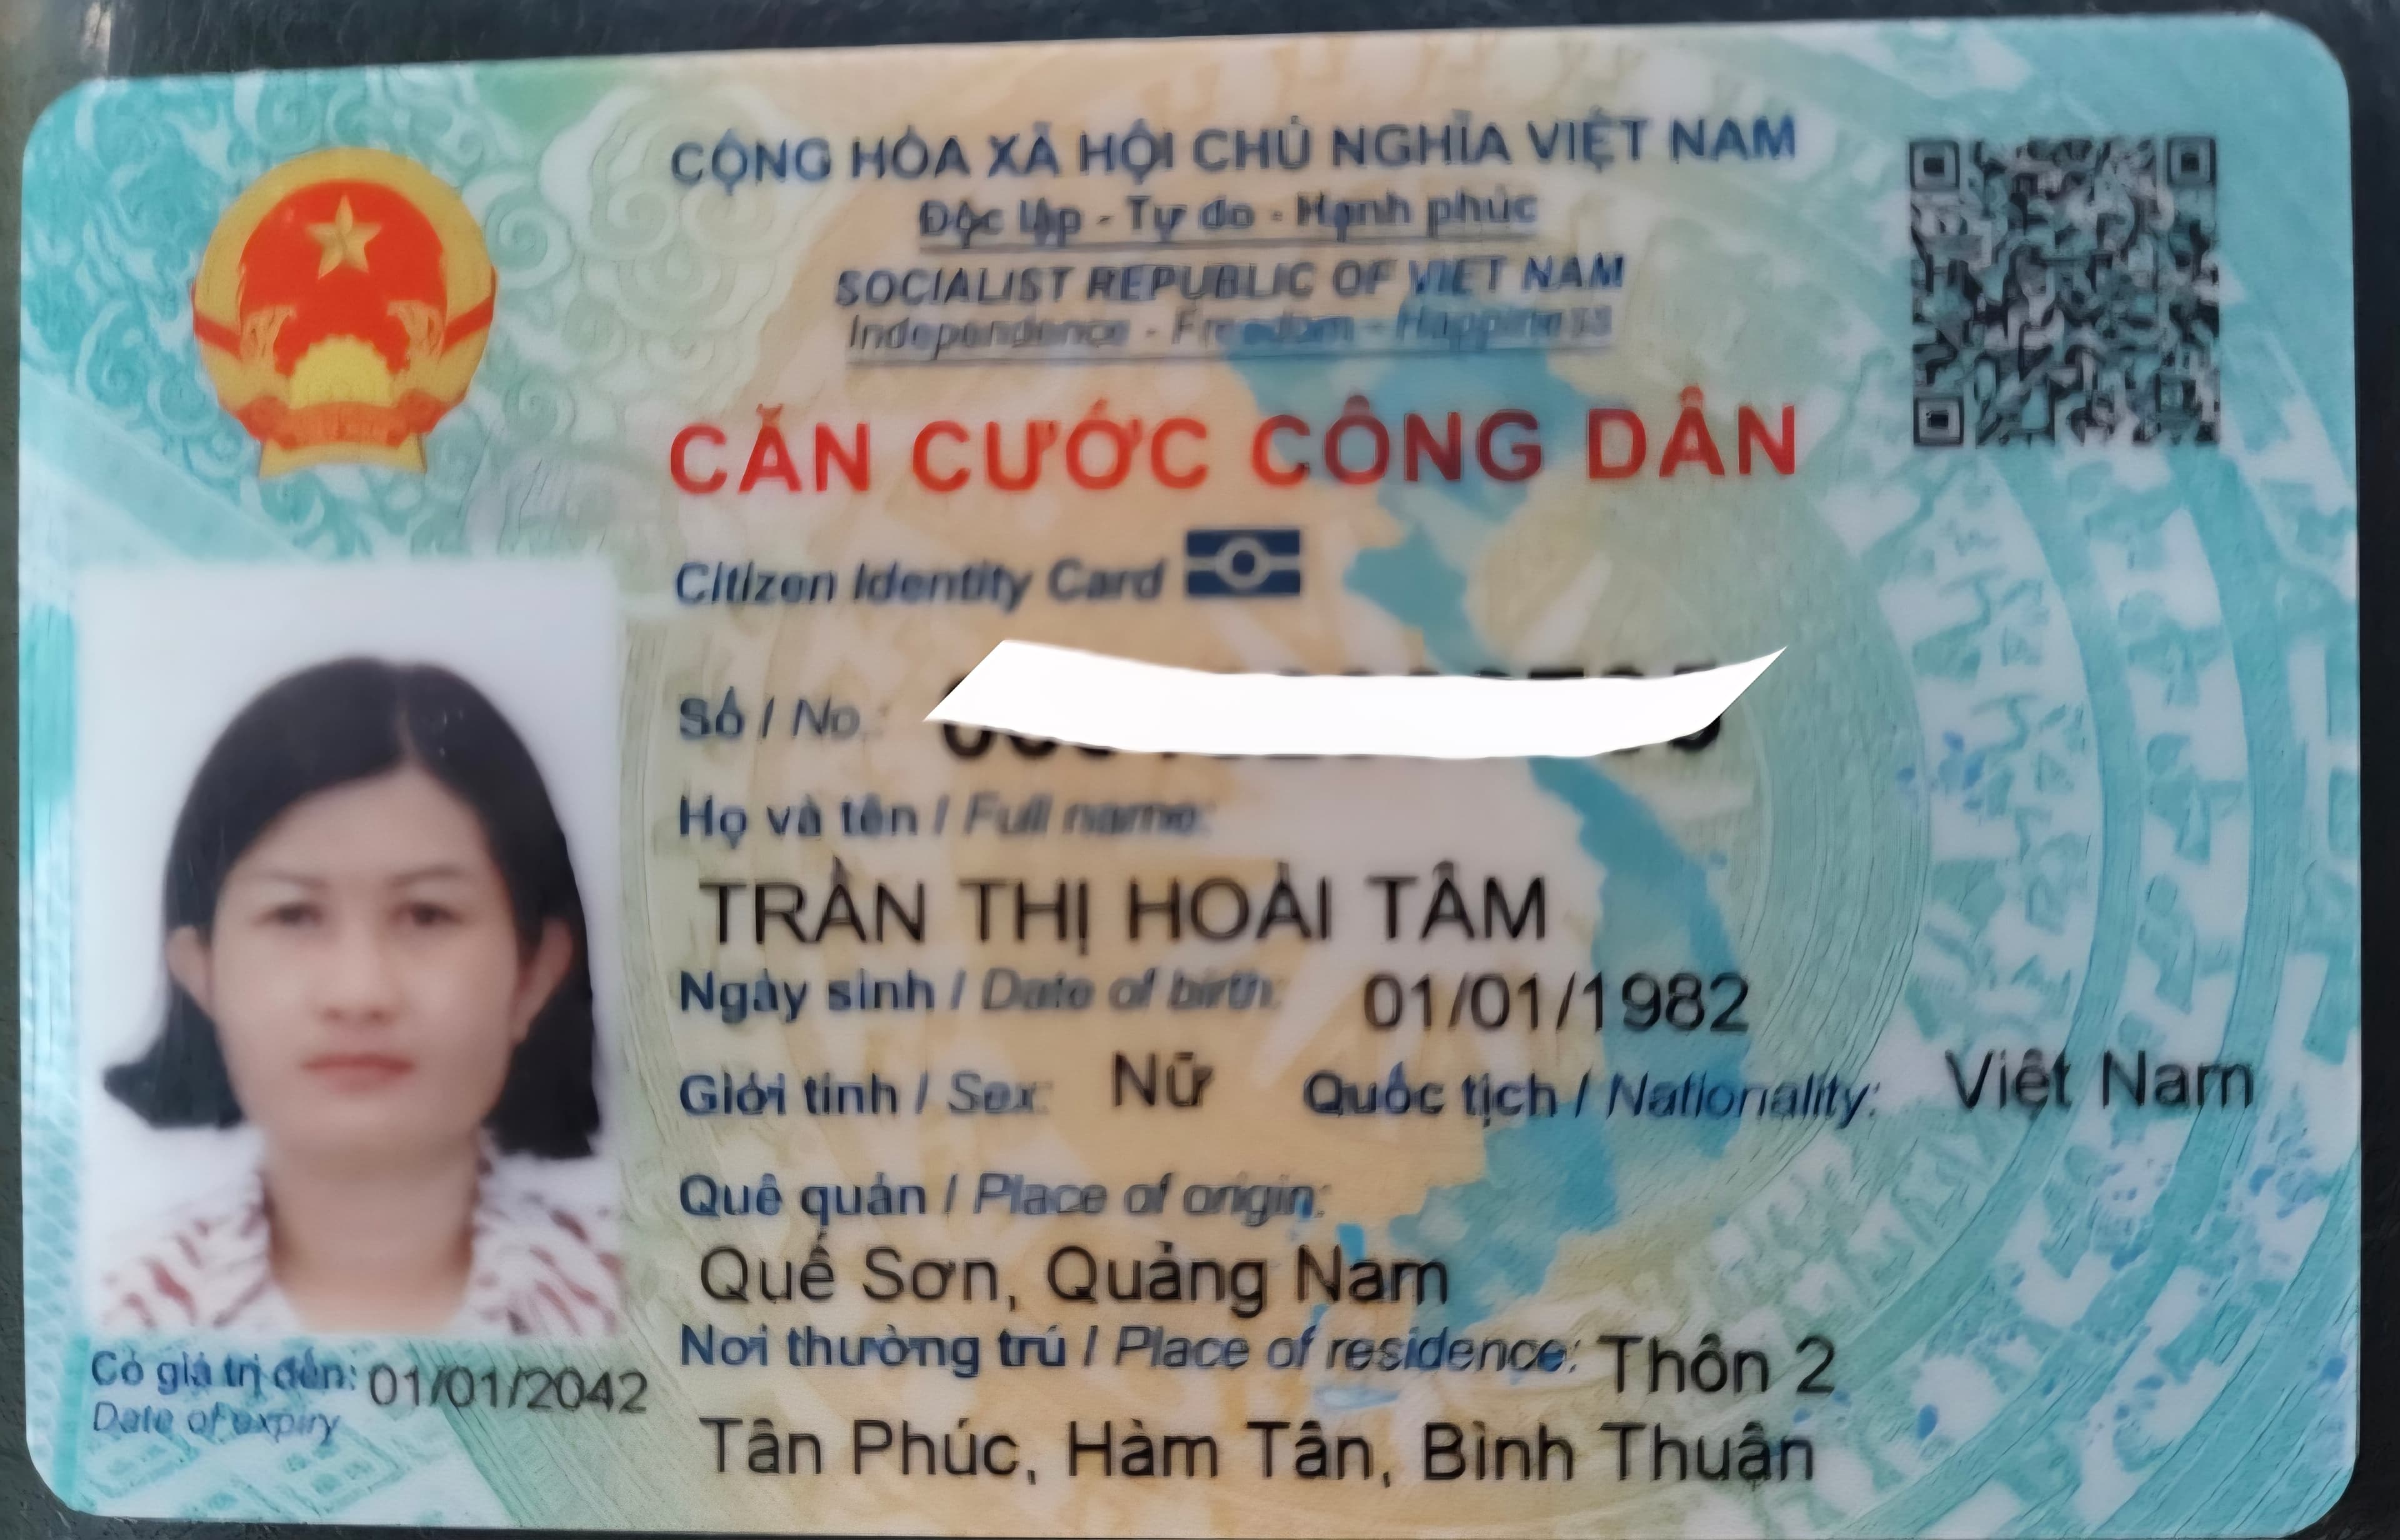 CỘNG HÒA XÃ HỘI CHỦ NGHĨA VIỆT NAM
Độc lập - Tự do - Hạnh phúc
SOCIALIST REPUBLIC OF VIET NAM
Independence - Freedom - Happiness
CĂN CƯỚC CÔNG DÂN
Citizen Identity Card
Số / No.:
Họ và tên / Full name:
TRẦN THỊ HOÀI TÂM
Ngày sinh / Date of birth: 01/01/1982
Giới tính / Sex: Nữ Quốc tịch / Nationality: Việt Nam
Quê quán / Place of origin:
Quế Sơn, Quảng Nam
Nơi thường trú / Place of residence: Thôn 2
Tân Phúc, Hàm Tân, Bình Thuận
Có giá trị đến: 01/01/2042
Date of expiry